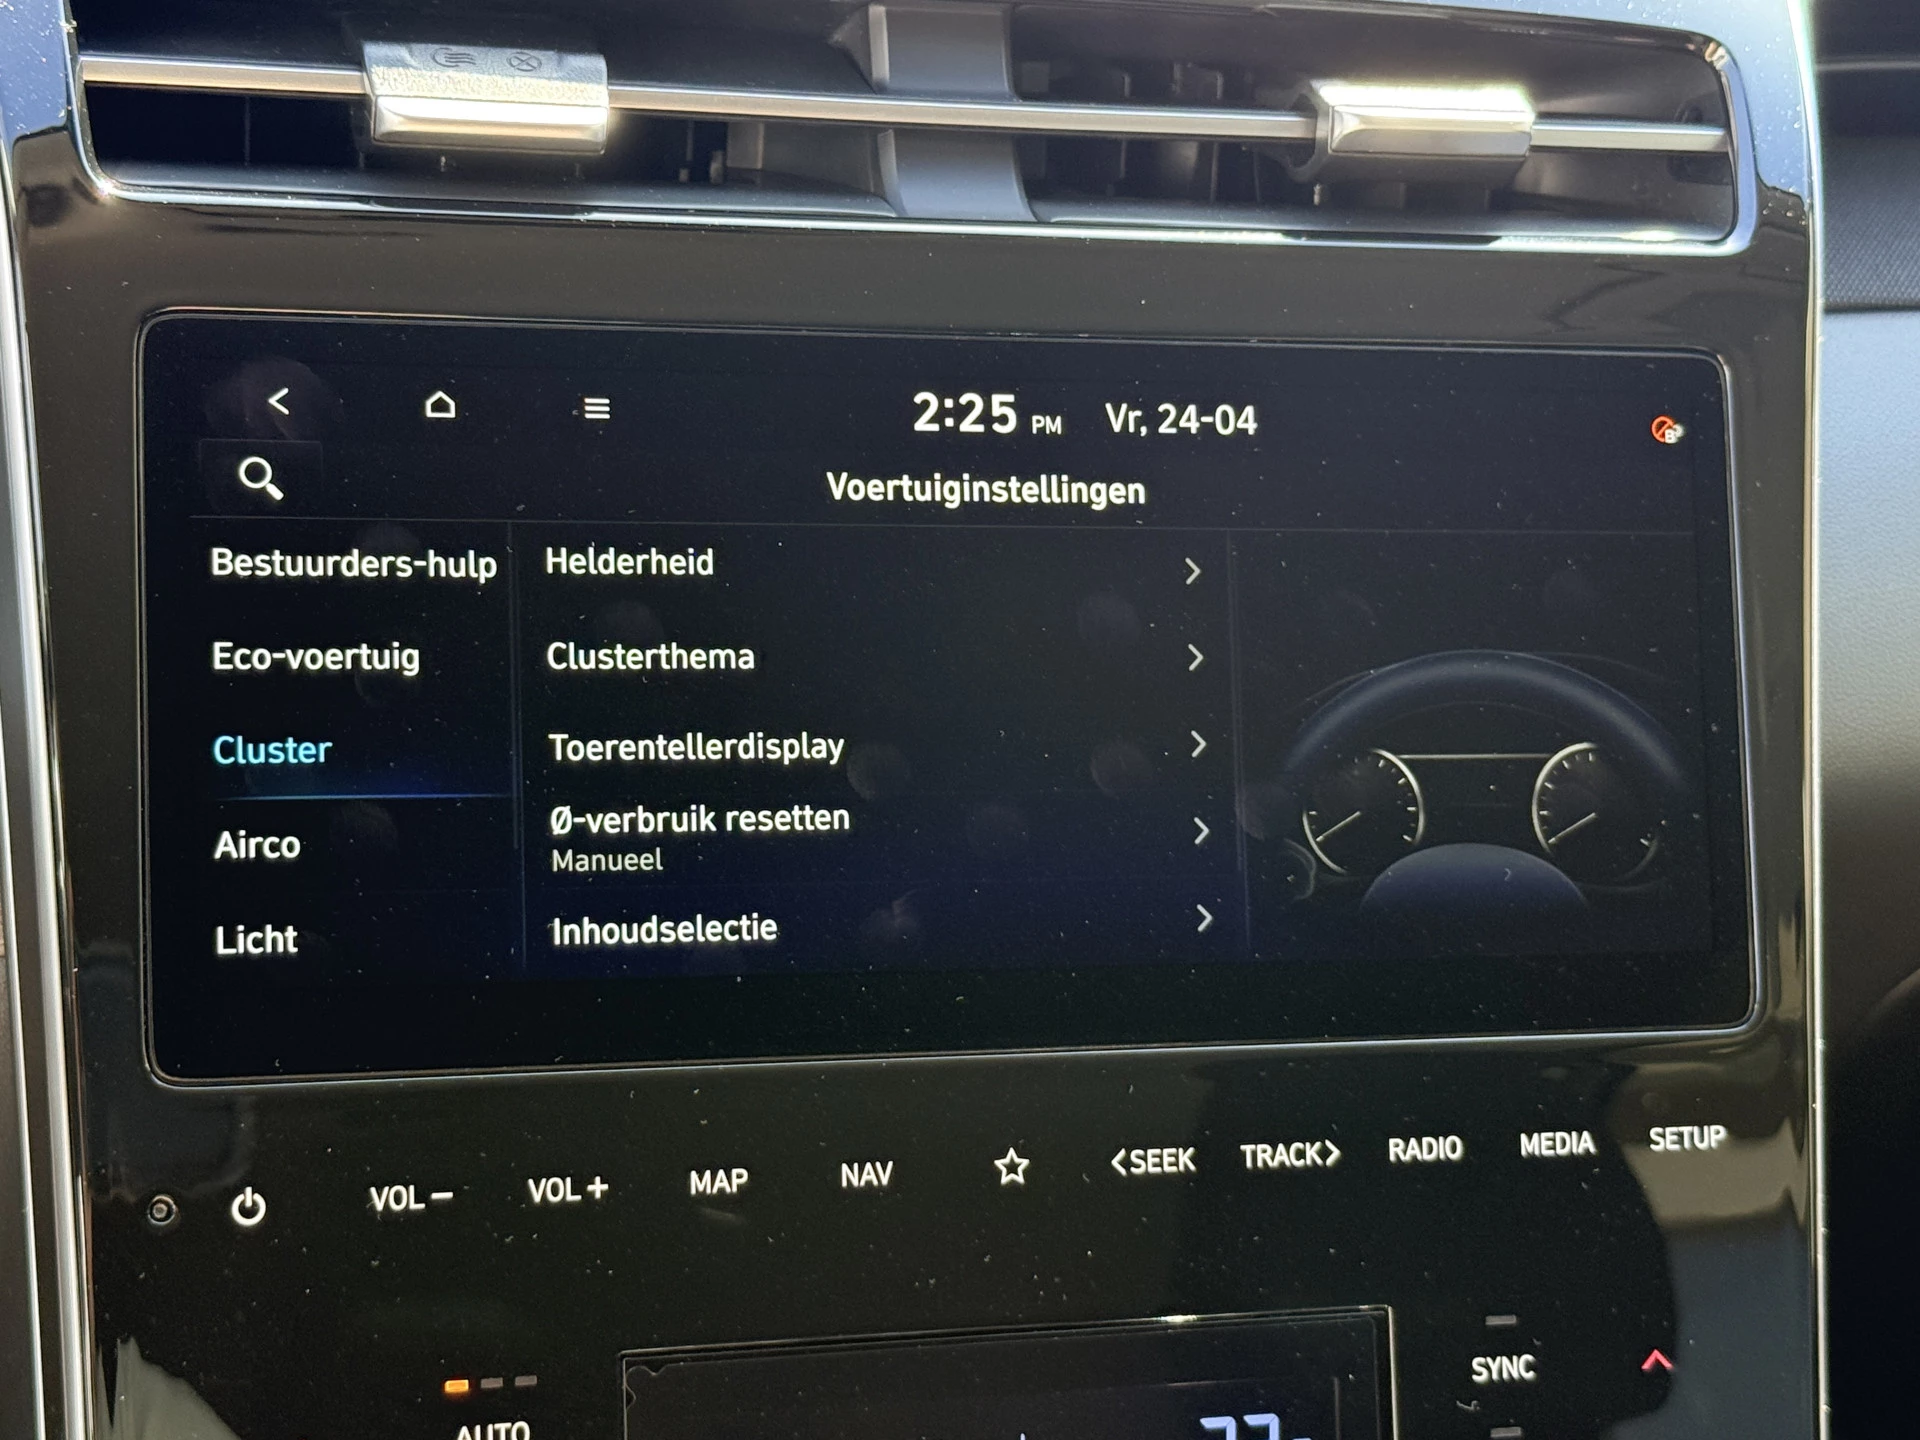 2:25 PM Vr, 24-04
Voertuiginstellingen
Bestuurders-hulp
Helderheid
Eco-voertuig
Clusterthema
Cluster
Toerentellerdisplay
Ø-verbruik resetten
Manueel
Airco
Licht
Inhoudselectie
VOL− VOL+ MAP NAV <SEEK TRACK> RADIO MEDIA SETUP
SYNC
AUTO